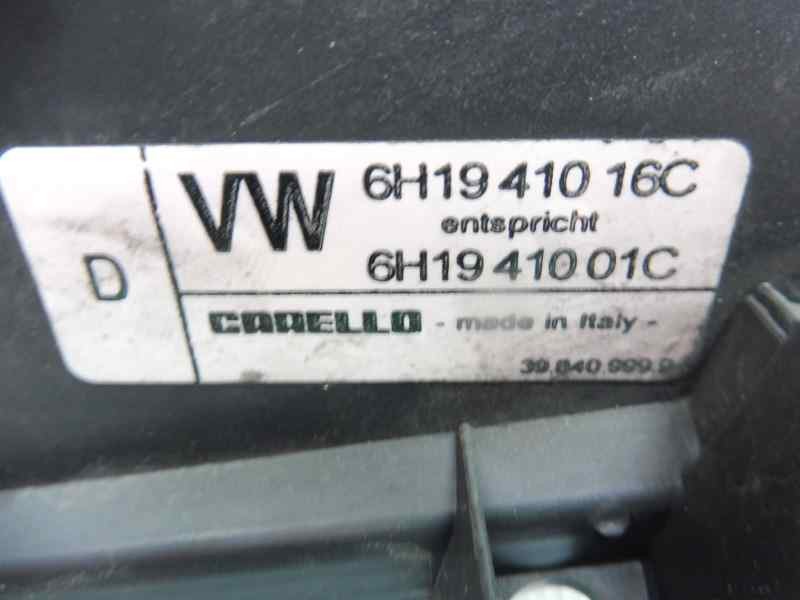 D
VW
6H19 410 16C
entspricht
6H19 410 01C
CARELLO - made in Italy -
39.840.999.9